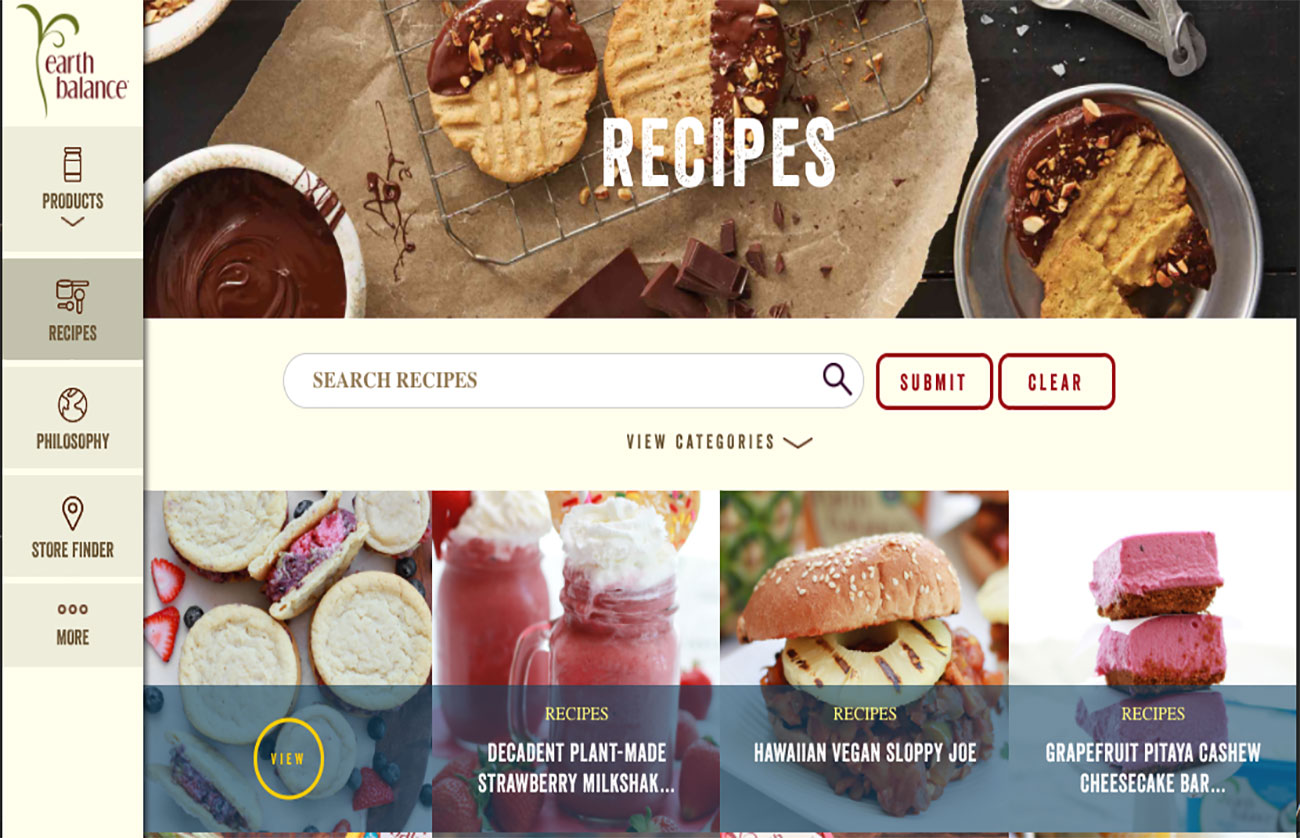 earth
balance
PRODUCTS
RECIPES
PHILOSOPHY
STORE FINDER
MORE
RECIPES
SEARCH RECIPES
SUBMIT
CLEAR
VIEW CATEGORIES
VIEW
RECIPES
DECADENT PLANT-MADE
STRAWBERRY MILKSHAK...
RECIPES
HAWAIIAN VEGAN SLOPPY JOE
RECIPES
GRAPEFRUIT PITAYA CASHEW
CHEESECAKE BAR...